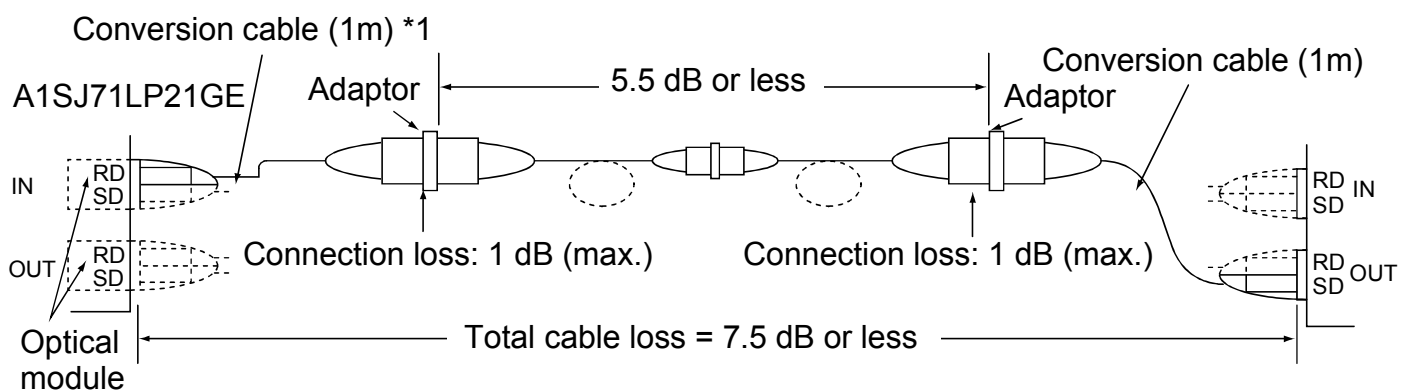 Conversion cable (1m) *1
A1SJ71LP21GE
Adaptor
5.5 dB or less
Conversion cable (1m)
Adaptor
IN
RD
SD
RD
SD
IN
Connection loss: 1 dB (max.)
Connection loss: 1 dB (max.)
OUT
RD
SD
RD
SD
OUT
Total cable loss = 7.5 dB or less
Optical
module